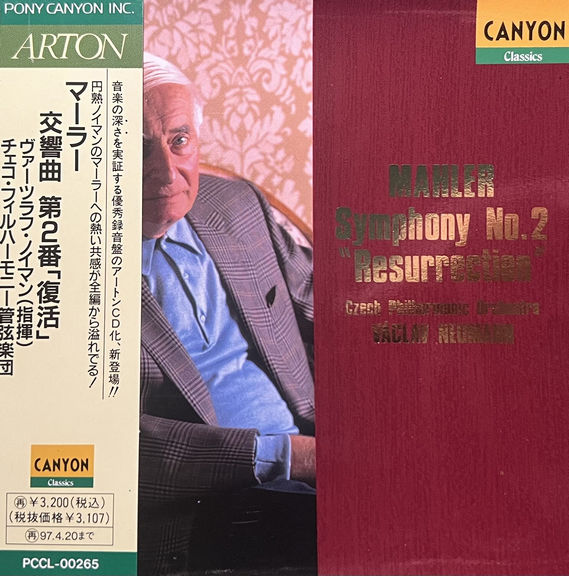 PONY CANYON INC.
ARTON
音楽の深さを実証する優秀録音盤のアートンCD化、新登場!!
円熟ノイマンのマーラーへの熱い共感が全編から溢れでる!
マーラー
交響曲 第2番「復活」
ヴァーツラフ・ノイマン(指揮)
チェコ・フィルハーモニー管弦楽団
CANYON
Classics
再¥3,200(税込)
(税抜価格¥3,107)
再97.4.20まで
PCCL-00265
CANYON
Classics
MAHLER
Symphony No.2
"Resurrection"
Czech Philharmonic Orchestra
VÁCLAV NEUMANN